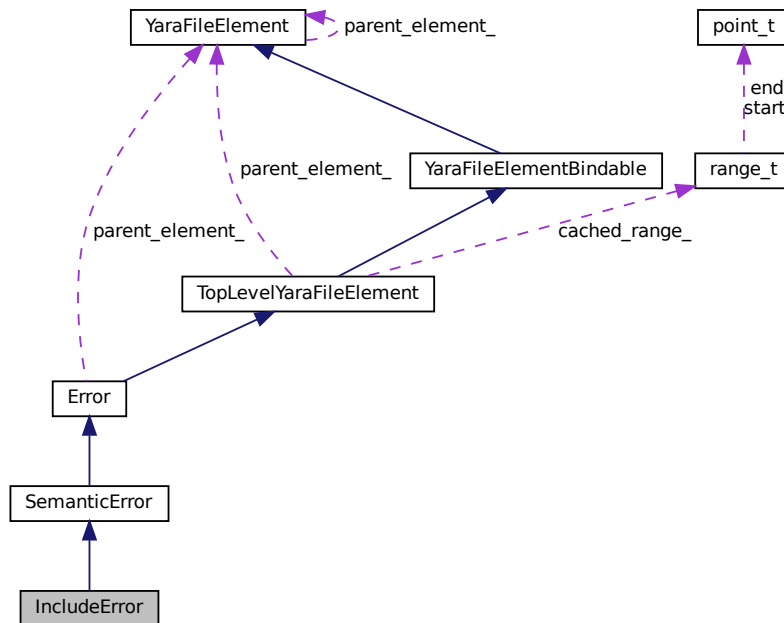 YaraFileElement
parent_element_
point_t
end
start
YaraFileElementBindable
range_t
parent_element_
parent_element_
cached_range_
TopLevelYaraFileElement
Error
SemanticError
IncludeError